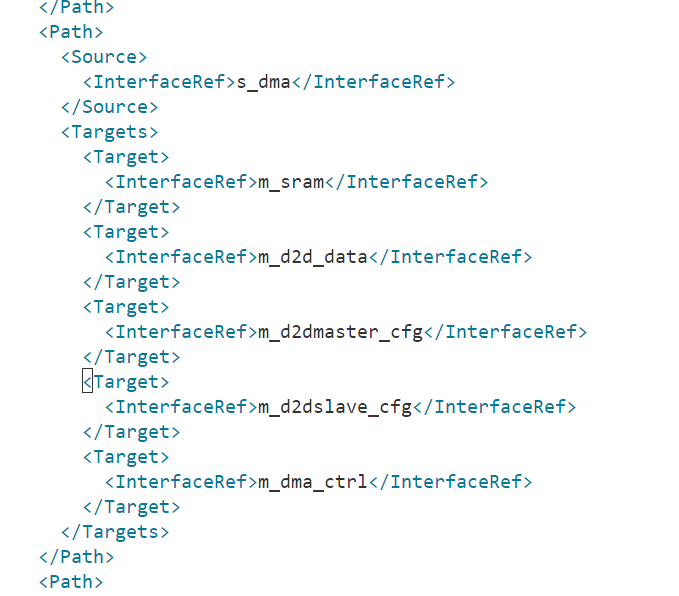 </Path>
<Path>
<Source>
<InterfaceRef>s_dma</InterfaceRef>
</Source>
<Targets>
<Target>
<InterfaceRef>m_sram</InterfaceRef>
</Target>
<Target>
<InterfaceRef>m_d2d_data</InterfaceRef>
</Target>
<Target>
<InterfaceRef>m_d2dmaster_cfg</InterfaceRef>
</Target>
<Target>
<InterfaceRef>m_d2dslave_cfg</InterfaceRef>
</Target>
<Target>
<InterfaceRef>m_dma_ctrl</InterfaceRef>
</Target>
</Targets>
</Path>
<Path>